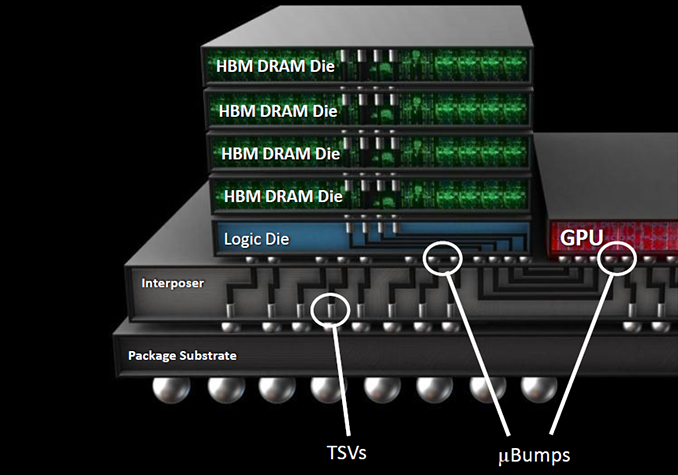 HBM DRAM Die
HBM DRAM Die
HBM DRAM Die
HBM DRAM Die
Logic Die
GPU
Interposer
Package Substrate
TSVs
μBumps